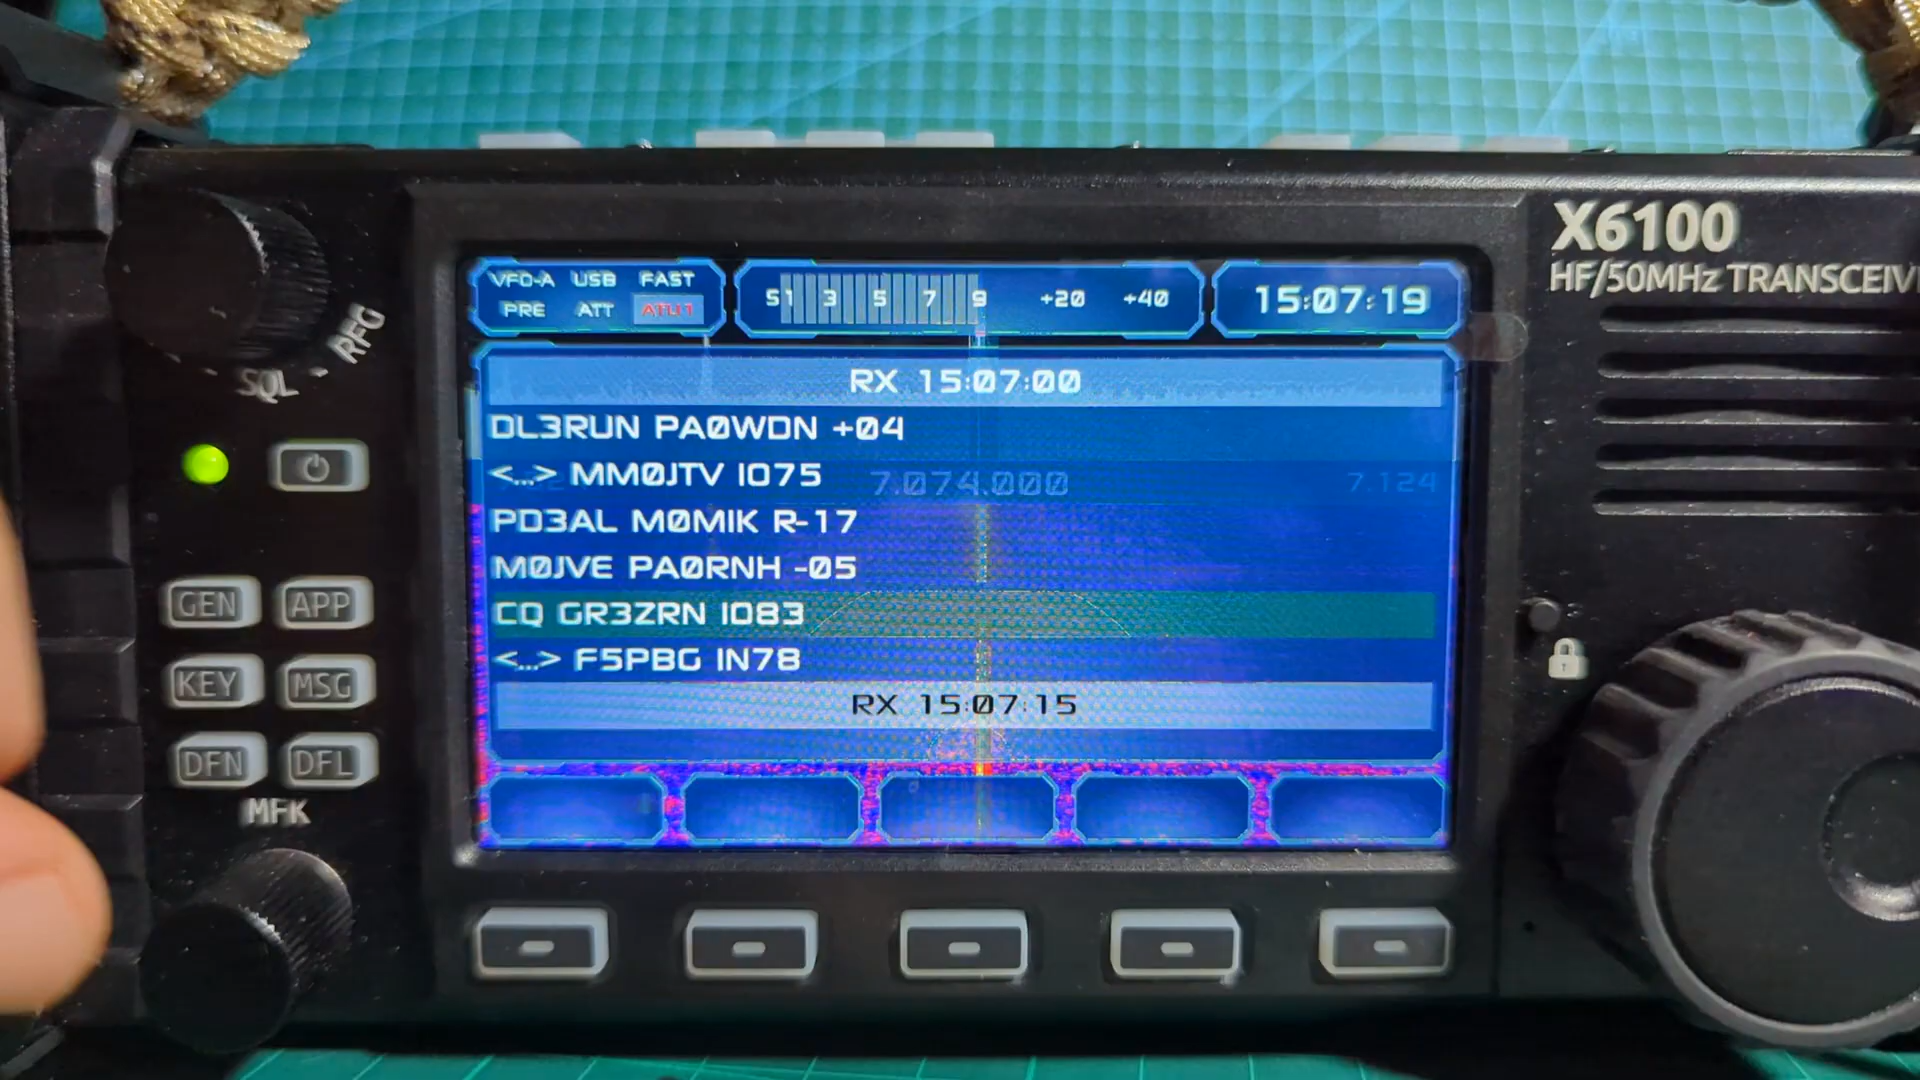 X6100
HF/50MHz TRANSCEIV
VFO-A USB FAST
PRE ATT ATU1
S1 3 5 7 9 +20 +40
15:07:19
RX 15:07:00
DL3RUN PA0WDN +04
<...> MM0JTV IO75
7.074.000
7.124
PD3AL M0MIK R-17
M0JVE PA0RNH -05
CQ GR3ZRN IO83
<...> F5PBG IN78
RX 15:07:15
RFG
SQL
GEN APP
KEY MSG
DFN DFL
MFK